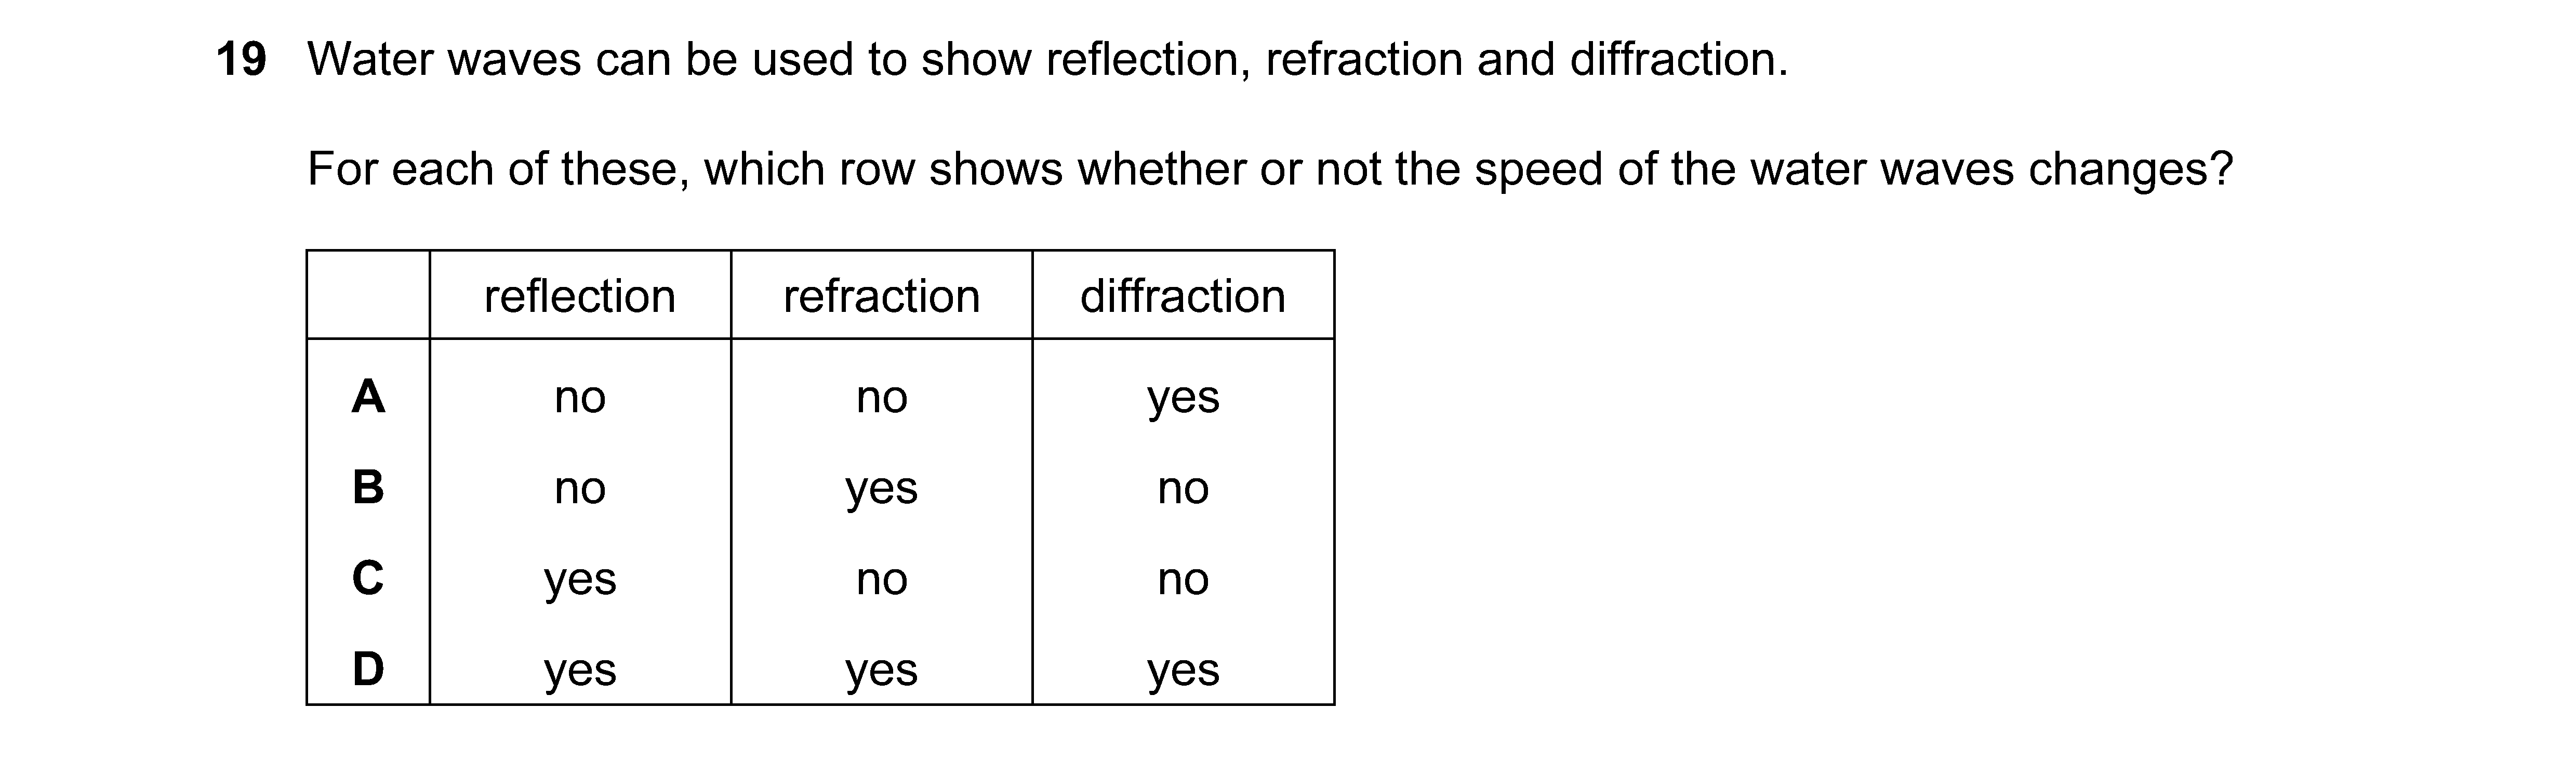 19 Water waves can be used to show reflection, refraction and diffraction.
For each of these, which row shows whether or not the speed of the water waves changes?
reflection refraction diffraction
A no no yes
B no yes no
C yes no no
D yes yes yes